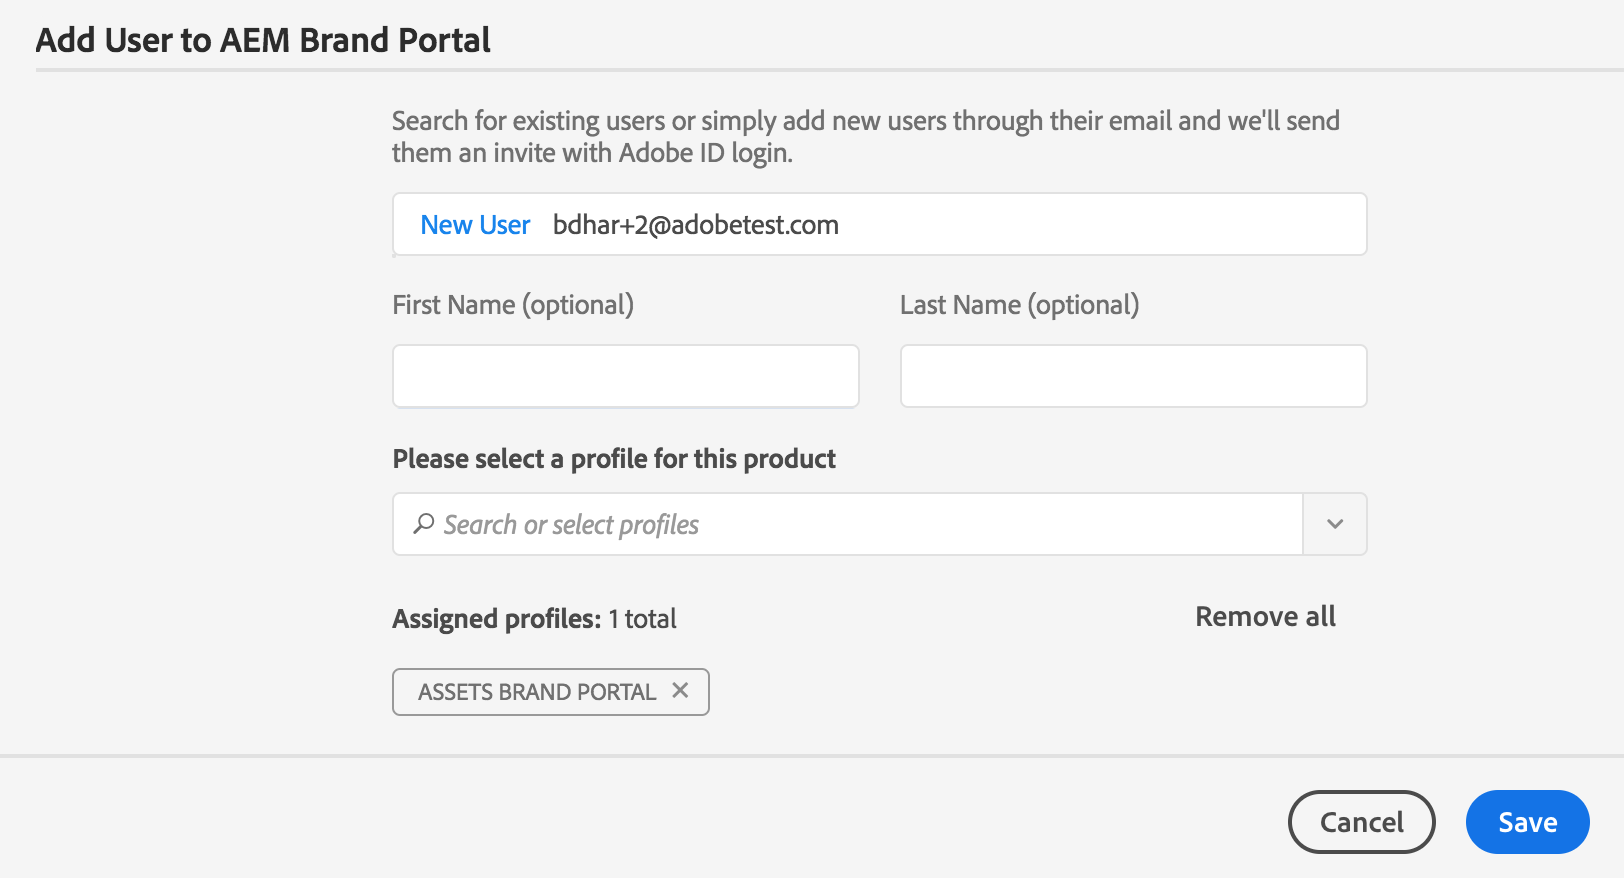 Add User to AEM Brand Portal
Search for existing users or simply add new users through their email and we'll send
them an invite with Adobe ID login.
New User bdhar+2@adobetest.com
First Name (optional) Last Name (optional)
Please select a profile for this product
Search or select profiles
Assigned profiles: 1 total Remove all
ASSETS BRAND PORTAL
Cancel Save